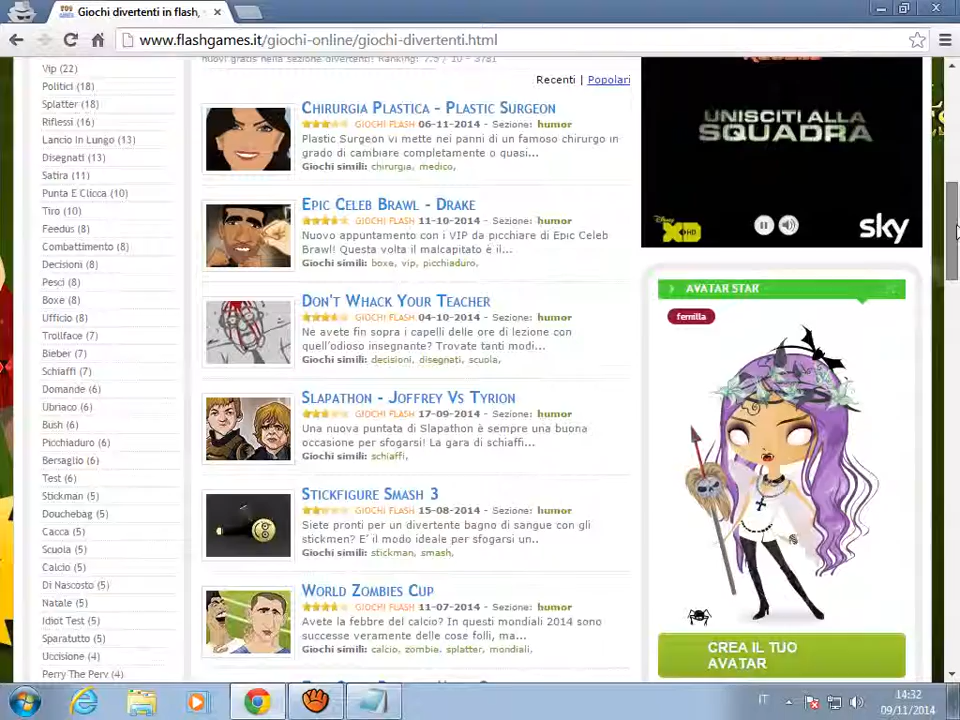 Giochi divertenti in flash,
www.flashgames.it/giochi-online/giochi-divertenti.html
nuovi gratis nella sezione divertenti! Ranking: 7.5 / 10 - 3781
Recenti | Popolari
Vip (22)
Politici (18)
Splatter (18)
Riflessi (16)
Lancio In Lungo (13)
Disegnati (13)
Satira (11)
Punta E Clicca (10)
Tiro (10)
Feedus (8)
Combattimento (8)
Decisioni (8)
Pesci (8)
Boxe (8)
Ufficio (8)
Trollface (7)
Bieber (7)
Schiaffi (7)
Domande (6)
Ubriaco (6)
Bush (6)
Picchiaduro (6)
Bersaglio (6)
Test (6)
Stickman (5)
Douchebag (5)
Cacca (5)
Scuola (5)
Calcio (5)
Di Nascosto (5)
Natale (5)
Idiot Test (5)
Sparatutto (5)
Uccisione (4)
Perry The Perv (4)
Chirurgia Plastica - Plastic Surgeon
GIOCHI FLASH 06-11-2014 - Sezione: humor
Plastic Surgeon vi mette nei panni di un famoso chirurgo in
grado di cambiare completamente o quasi...
Giochi simili: chirurgia, medico,
Epic Celeb Brawl - Drake
GIOCHI FLASH 11-10-2014 - Sezione: humor
Nuovo appuntamento con i VIP da picchiare di Epic Celeb
Brawl! Questa volta il malcapitato è il...
Giochi simili: boxe, vip, picchiaduro,
Don't Whack Your Teacher
GIOCHI FLASH 04-10-2014 - Sezione: humor
Ne avete fin sopra i capelli delle ore di lezione con
quell'odioso insegnante? Trovate tanti modi...
Giochi simili: decisioni, disegnati, scuola,
Slapathon - Joffrey Vs Tyrion
GIOCHI FLASH 17-09-2014 - Sezione: humor
Una nuova puntata di Slapathon è sempre una buona
occasione per sfogarsi! La gara di schiaffi...
Giochi simili: schiaffi,
Stickfigure Smash 3
GIOCHI FLASH 15-08-2014 - Sezione: humor
Siete pronti per un divertente bagno di sangue con gli
stickmen? E' il modo ideale per sfogarsi un..
Giochi simili: stickman, smash,
World Zombies Cup
GIOCHI FLASH 11-07-2014 - Sezione: humor
Avete la febbre del calcio? In questi mondiali 2014 sono
successe veramente delle cose folli, ma...
Giochi simili: calcio, zombie, splatter, mondiali,
UNISCITI ALLA
SQUADRA
Disney
XD HD
sky
AVATAR STAR
femilla
CREA IL TUO
AVATAR
IT
14:32
09/11/2014